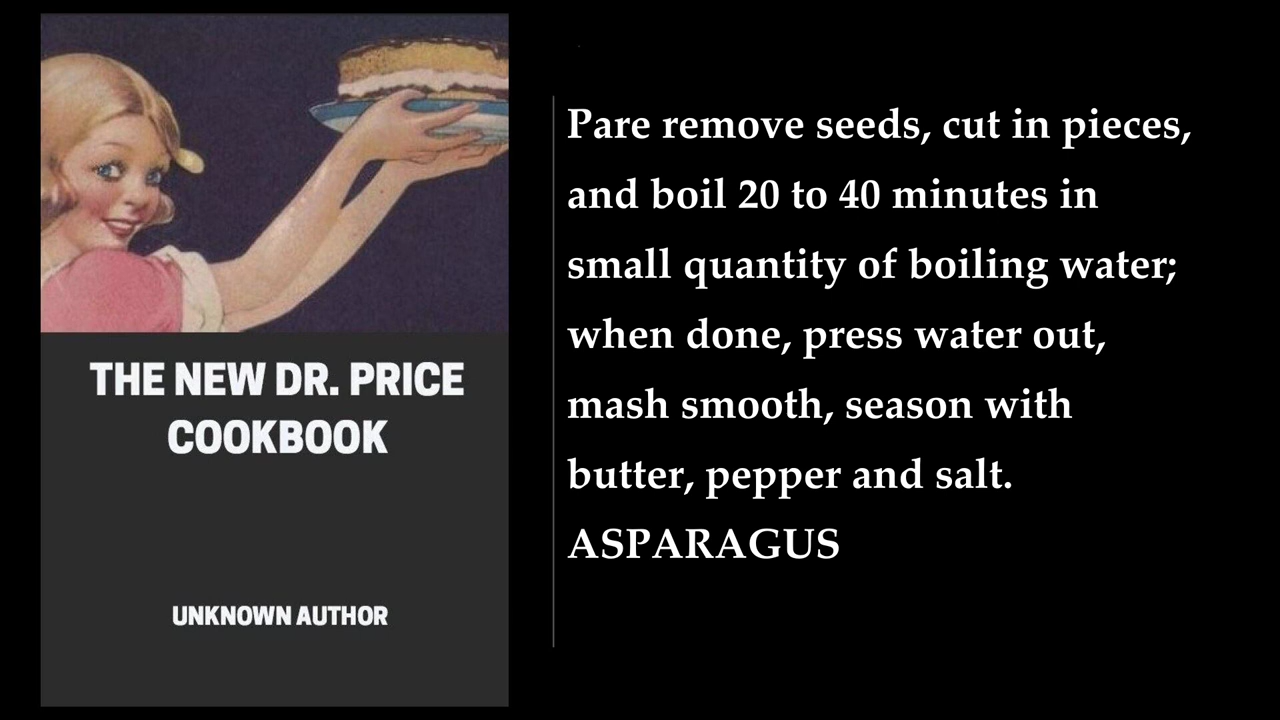 THE NEW DR. PRICE
COOKBOOK
UNKNOWN AUTHOR
Pare remove seeds, cut in pieces,
and boil 20 to 40 minutes in
small quantity of boiling water;
when done, press water out,
mash smooth, season with
butter, pepper and salt.
ASPARAGUS